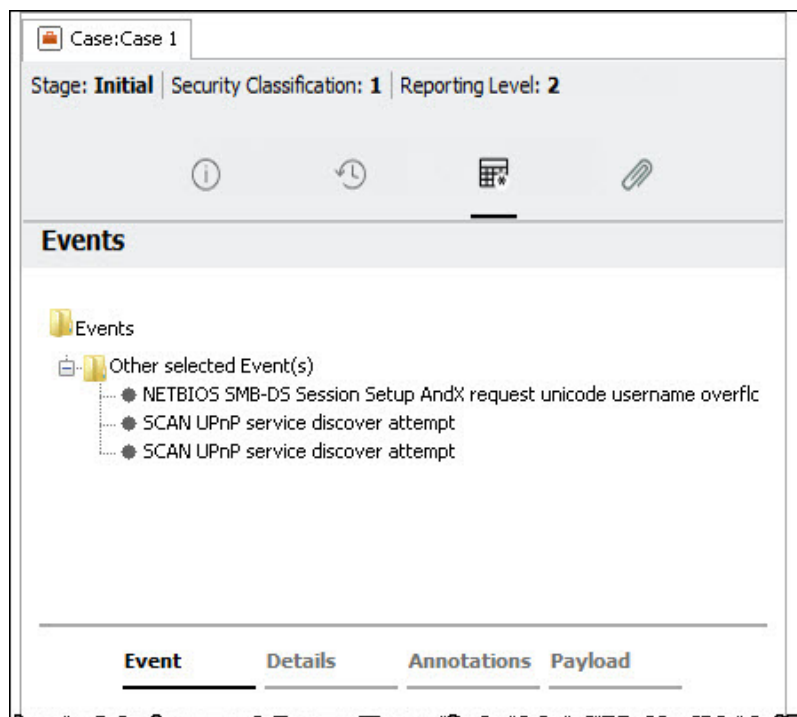 Case:Case 1
Stage: Initial | Security Classification: 1 | Reporting Level: 2
Events
Events
Other selected Event(s)
NETBIOS SMB-DS Session Setup AndX request unicode username overflc
SCAN UPnP service discover attempt
SCAN UPnP service discover attempt
Event Details Annotations Payload